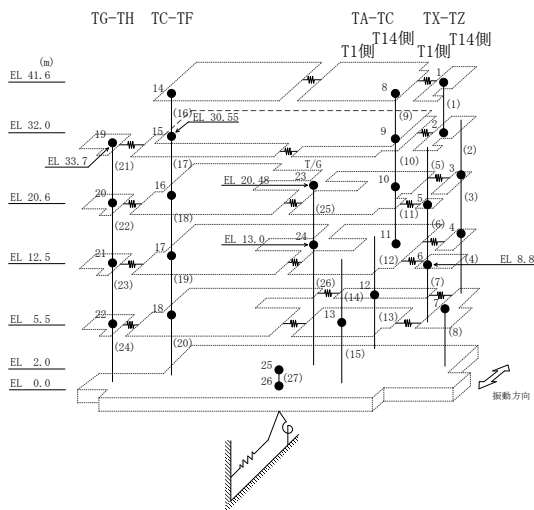 TG-TH TC-TF TA-TC TX-TZ
T1側 T14側 T1側 T14側
(m)
EL 41.6
14 8 1
(16) (9) (1)
EL 30.55
EL 32.0
19 15 9 2
EL 33.7
(21) (17) (10) (2)
T/G
(5) 3
EL 20.48 23 10
EL 20.6
20 16 5 (3)
(22) (18) (25) (11)
(6) 4
EL 13.0 24 11
EL 12.5
21 17 (12) 6 (4) EL 8.8
(23) (19) (26) (14) 12 (7)
EL 5.5
22 18 13 (13) 7
(24) (20) (15) (8)
EL 2.0
25
EL 0.0
26 (27)
振動方向